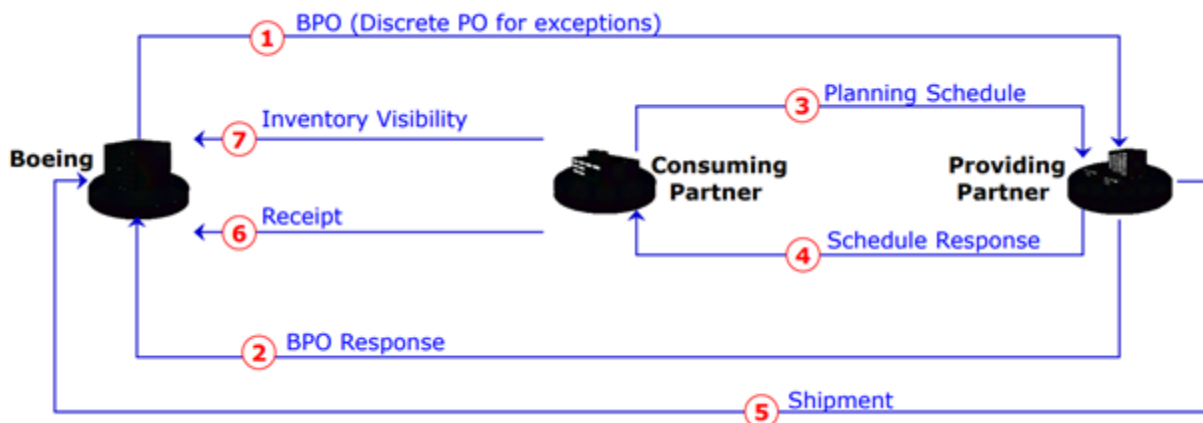 1 BPO (Discrete PO for exceptions)
3 Planning Schedule
7 Inventory Visibility
Boeing
Consuming
Partner
Providing
Partner
6 Receipt
4 Schedule Response
2 BPO Response
5 Shipment